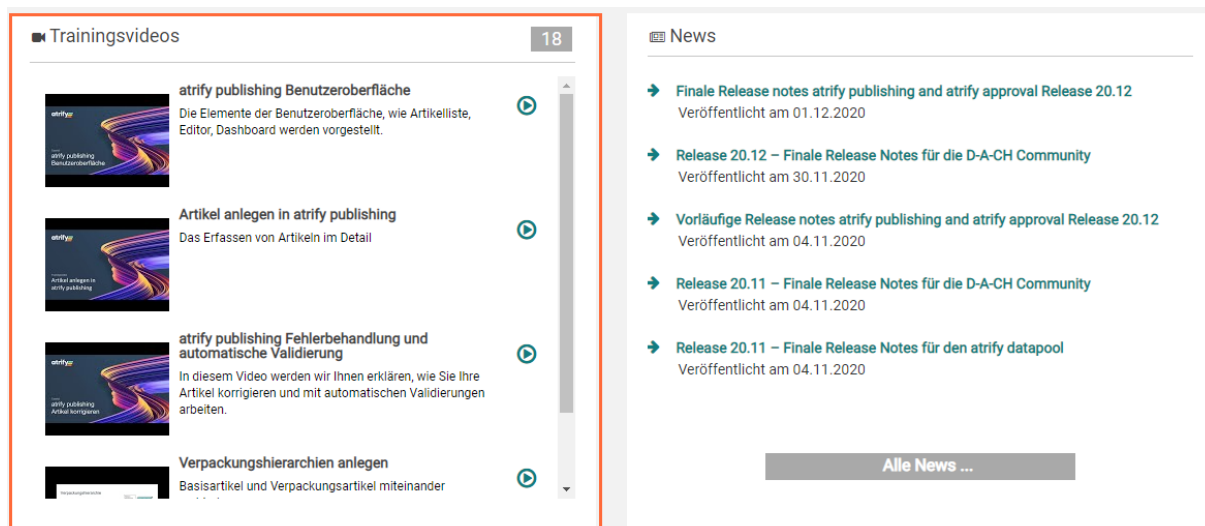 Trainingsvideos
18
atrify publishing Benutzeroberfläche
Die Elemente der Benutzeroberfläche, wie Artikelliste,
Editor, Dashboard werden vorgestellt.
atrify
atrify publishing
Benutzeroberfläche
Artikel anlegen in atrify publishing
Das Erfassen von Artikeln im Detail
atrify
Artikel anlegen in
atrify publishing
atrify publishing Fehlerbehandlung und
automatische Validierung
In diesem Video werden wir Ihnen erklären, wie Sie Ihre
Artikel korrigieren und mit automatischen Validierungen
arbeiten.
atrify
atrify publishing
Artikel korrigieren
Verpackungshierarchien anlegen
Basisartikel und Verpackungsartikel miteinander
Verpackungshierarchie
News
Finale Release notes atrify publishing and atrify approval Release 20.12
Veröffentlicht am 01.12.2020
Release 20.12 – Finale Release Notes für die D-A-CH Community
Veröffentlicht am 30.11.2020
Vorläufige Release notes atrify publishing and atrify approval Release 20.12
Veröffentlicht am 04.11.2020
Release 20.11 – Finale Release Notes für die D-A-CH Community
Veröffentlicht am 04.11.2020
Release 20.11 – Finale Release Notes für den atrify datapool
Veröffentlicht am 04.11.2020
Alle News ...